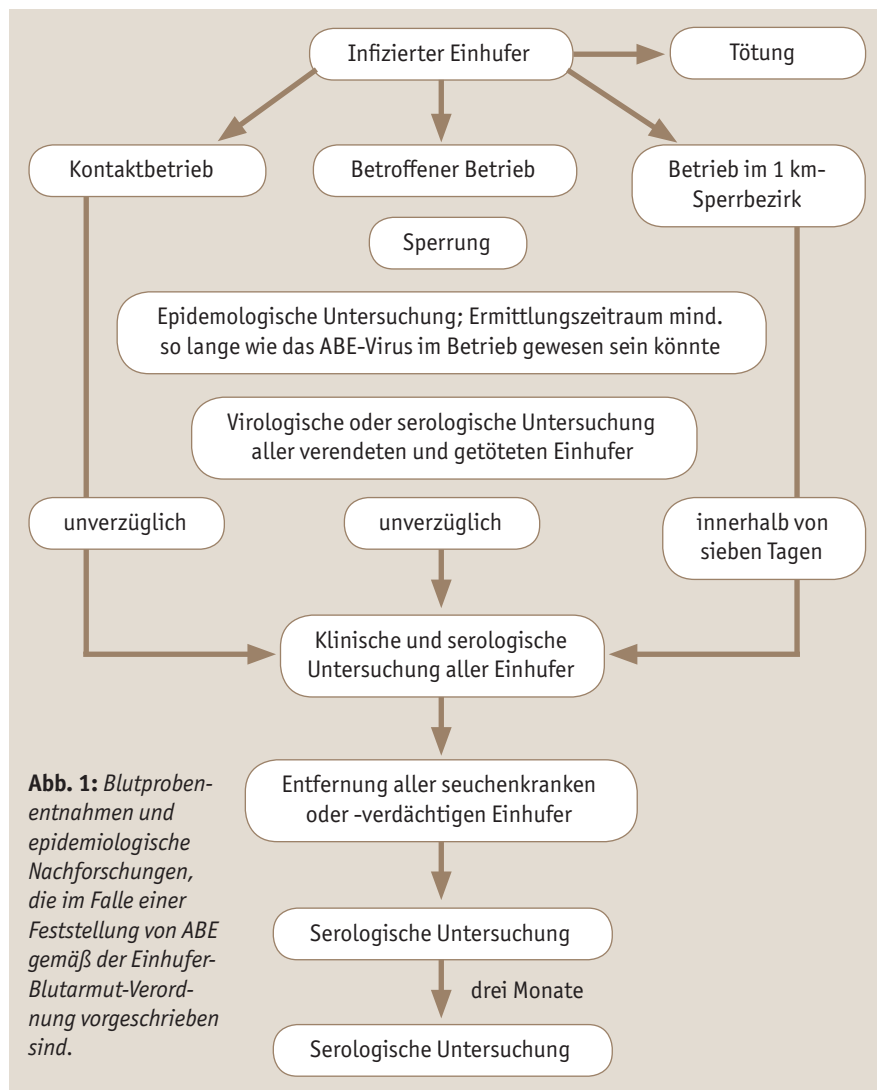 Infizierter Einhufer
Tötung
Kontaktbetrieb
Betroffener Betrieb
Betrieb im 1 km-
Sperrbezirk
Sperrung
Epidemologische Untersuchung; Ermittlungszeitraum mind.
so lange wie das ABE-Virus im Betrieb gewesen sein könnte
Virologische oder serologische Untersuchung
aller verendeten und getöteten Einhufer
unverzüglich
unverzüglich
innerhalb von
sieben Tagen
Klinische und serologische
Untersuchung aller Einhufer
Entfernung aller seuchenkranken
oder -verdächtigen Einhufer
Serologische Untersuchung
drei Monate
Serologische Untersuchung
Abb. 1: Blutproben-
entnahmen und
epidemiologische
Nachforschungen,
die im Falle einer
Feststellung von ABE
gemäß der Einhufer-
Blutarmut-Verord-
nung vorgeschrieben
sind.